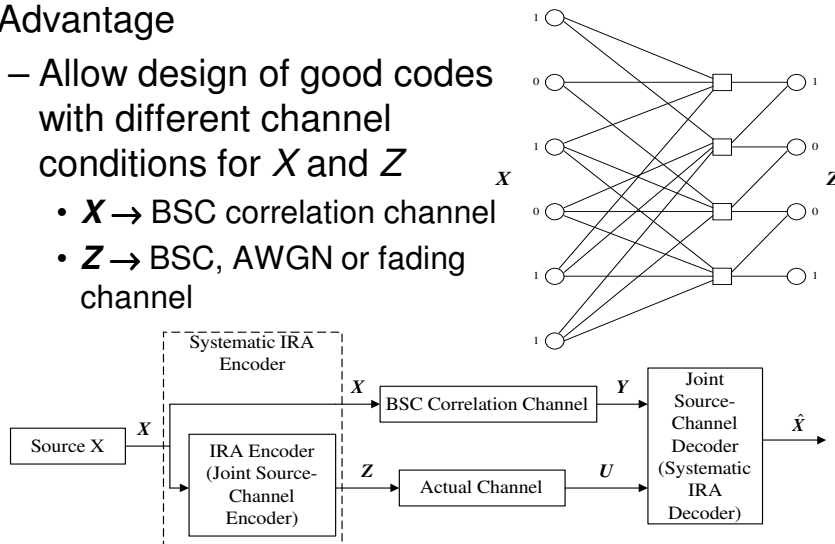 Advantage
– Allow design of good codes
with different channel
conditions for X and Z
• X → BSC correlation channel
• Z → BSC, AWGN or fading
channel
1
0
1
0
1
1
X
1
0
0
1
Z
Systematic IRA
Encoder
Source X
X
IRA Encoder
(Joint Source-
Channel
Encoder)
X
BSC Correlation Channel
Y
Z
Actual Channel
U
Joint
Source-
Channel
Decoder
(Systematic
IRA
Decoder)
X̂